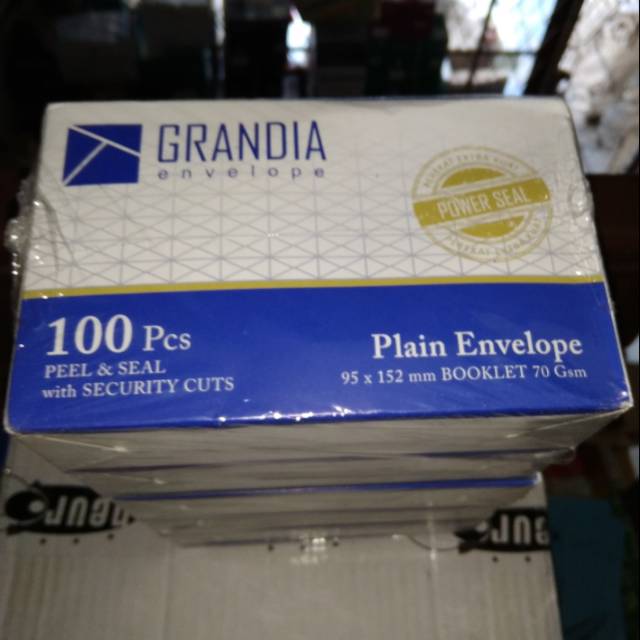 GRANDIA
envelope
POWER SEAL
100 Pcs
PEEL & SEAL
with SECURITY CUTS
Plain Envelope
95 x 152 mm BOOKLET 70 Gsm